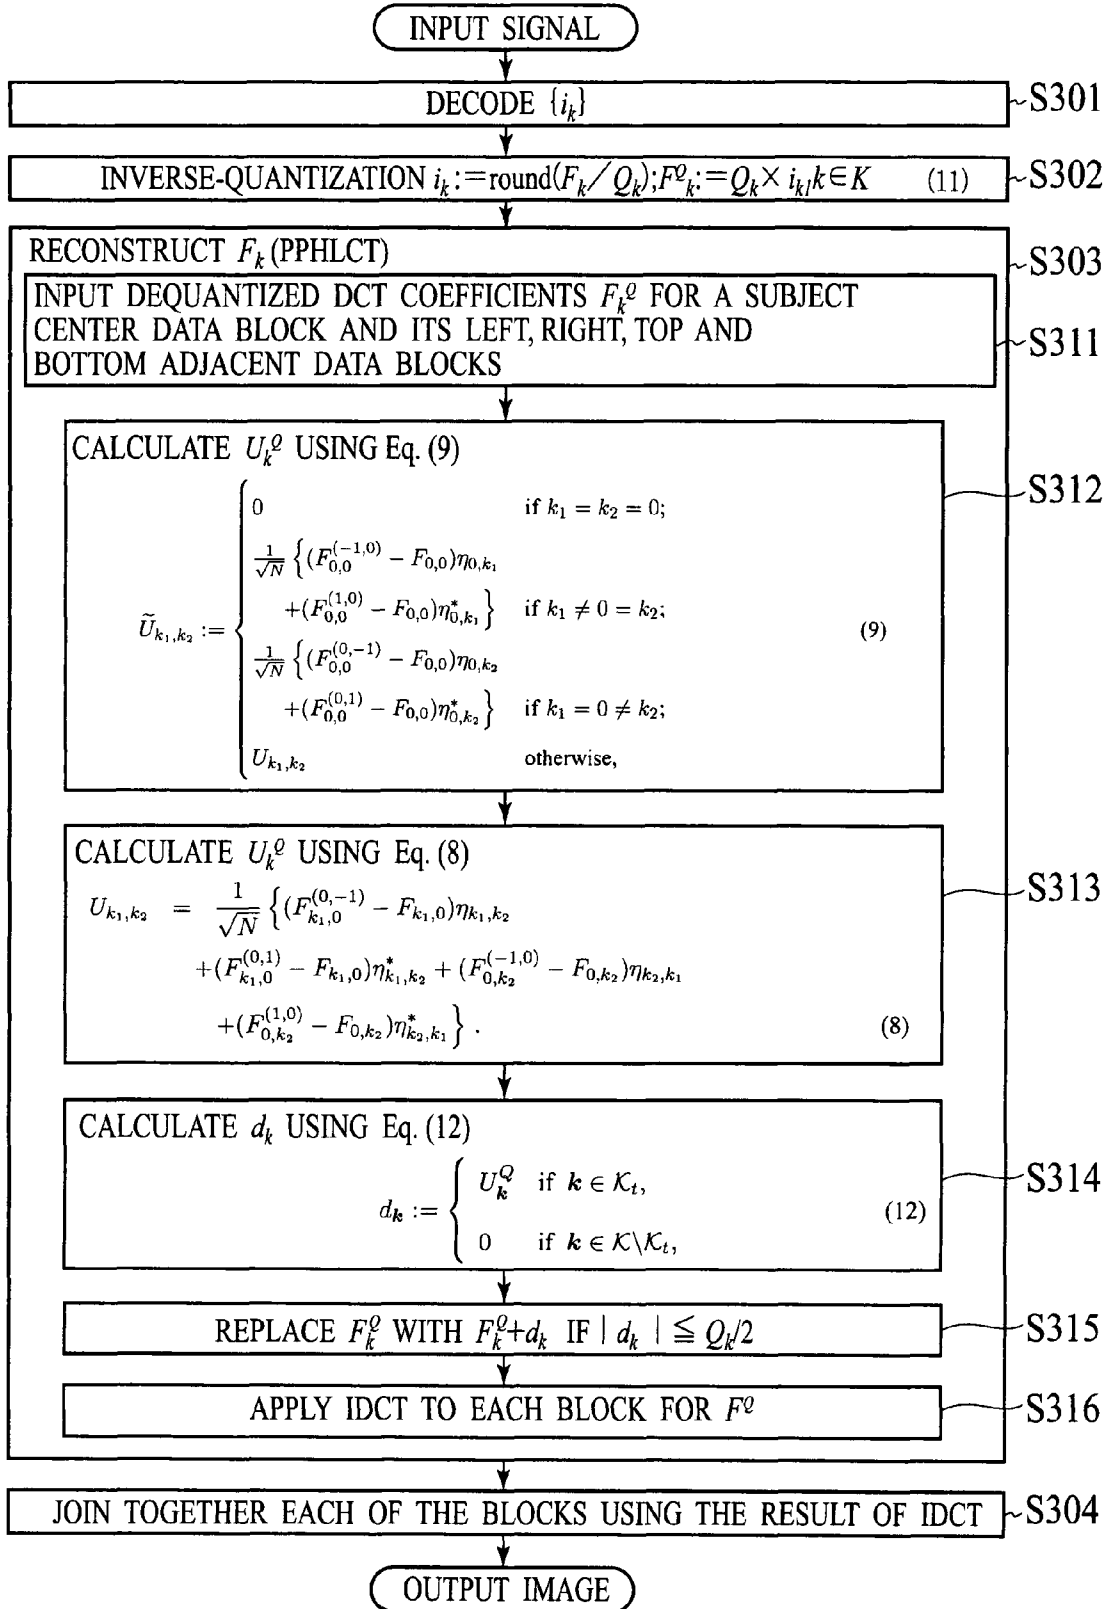 INPUT SIGNAL
DECODE {i_k}
S301
INVERSE-QUANTIZATION i_k:=round(F_k/Q_k);F^Q_k:=Q_k×i_{kl}k∈K (11)
S302
RECONSTRUCT F_k(PPHLCT)
S303
INPUT DEQUANTIZED DCT COEFFICIENTS F_k^Q FOR A SUBJECT
CENTER DATA BLOCK AND ITS LEFT, RIGHT, TOP AND
BOTTOM ADJACENT DATA BLOCKS
S311
CALCULATE U_k^Q USING Eq. (9)
S312
0 if k_1 = k_2 = 0;
\frac{1}{\sqrt{N}} { (F_{0,0}^{(-1,0)} − F_{0,0})η_{0,k_1}
+(F_{0,0}^{(1,0)} − F_{0,0})η^*_{0,k_1} } if k_1 ≠ 0 = k_2;
\tilde{U}_{k_1,k_2} := { (9)
\frac{1}{\sqrt{N}} { (F_{0,0}^{(0,-1)} − F_{0,0})η_{0,k_2}
+(F_{0,0}^{(0,1)} − F_{0,0})η^*_{0,k_2} } if k_1 = 0 ≠ k_2;
U_{k_1,k_2} otherwise,
CALCULATE U_k^Q USING Eq. (8)
S313
U_{k_1,k_2} = \frac{1}{\sqrt{N}} { (F_{k_1,0}^{(0,-1)} − F_{k_1,0})η_{k_1,k_2}
+(F_{k_1,0}^{(0,1)} − F_{k_1,0})η^*_{k_1,k_2} + (F_{0,k_2}^{(-1,0)} − F_{0,k_2})η_{k_2,k_1}
+(F_{0,k_2}^{(1,0)} − F_{0,k_2})η^*_{k_2,k_1} } . (8)
CALCULATE d_k USING Eq. (12)
S314
U_k^Q if k ∈ K_t,
d_k := { (12)
0 if k ∈ K\K_t,
REPLACE F_k^Q WITH F_k^Q+d_k IF | d_k | ≦ Q_k/2
S315
APPLY IDCT TO EACH BLOCK FOR F^Q
S316
JOIN TOGETHER EACH OF THE BLOCKS USING THE RESULT OF IDCT
S304
OUTPUT IMAGE